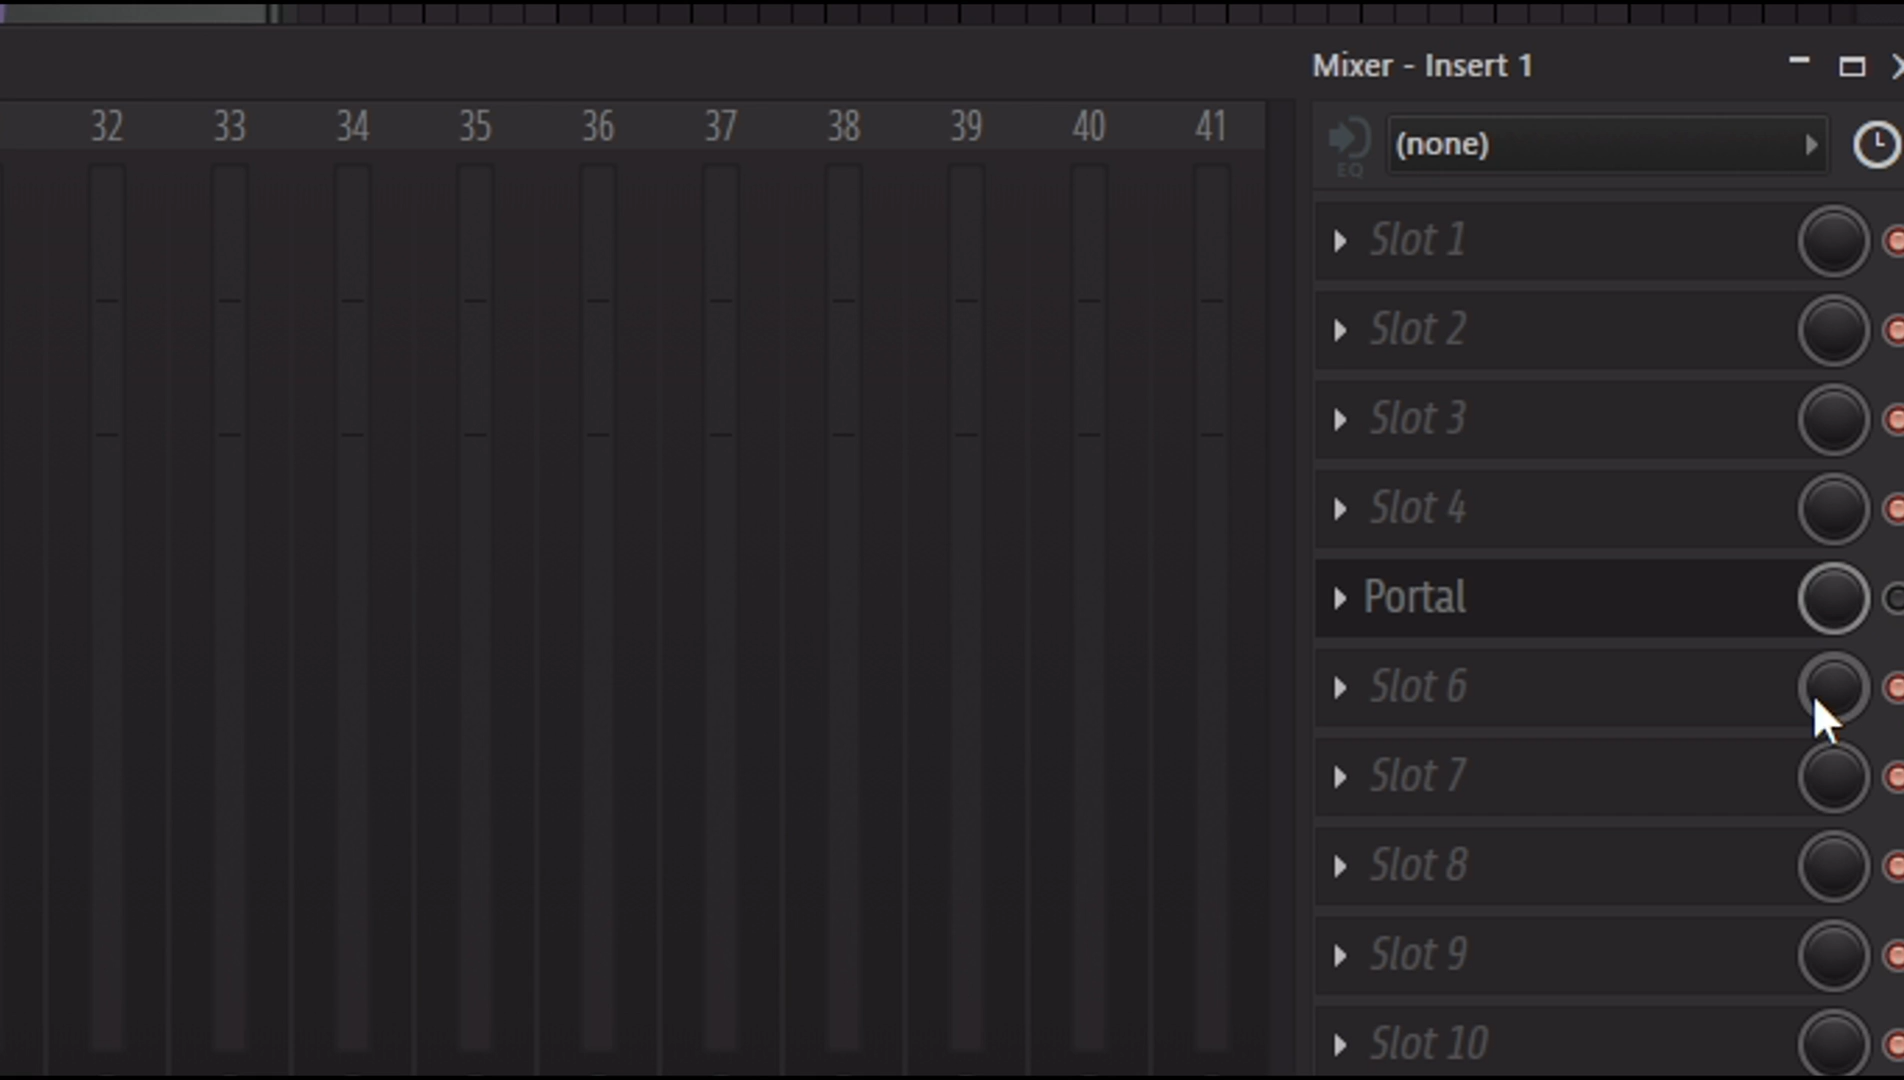 Mixer - Insert 1
32 33 34 35 36 37 38 39 40 41
(none)
EQ
Slot 1
Slot 2
Slot 3
Slot 4
Portal
Slot 6
Slot 7
Slot 8
Slot 9
Slot 10